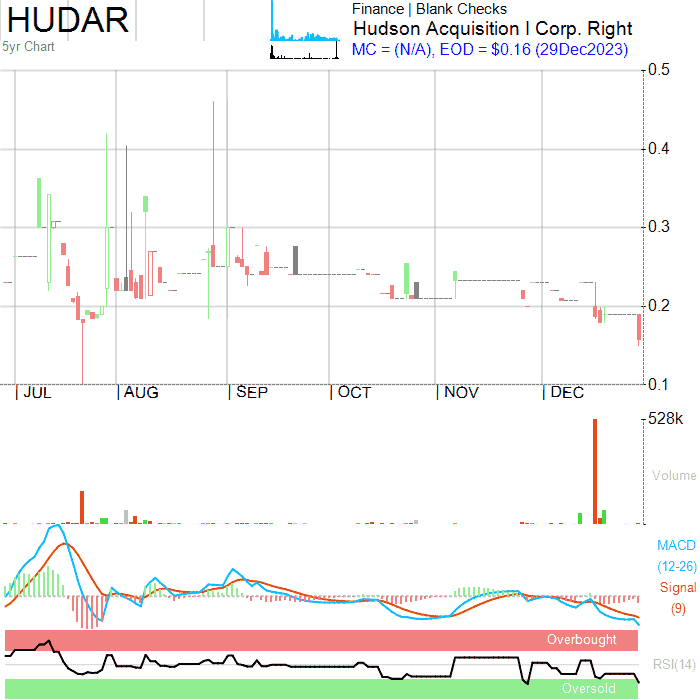 HUDAR
5yr Chart
Finance | Blank Checks
Hudson Acquisition I Corp. Right
MC = (N/A), EOD = $0.16 (29Dec2023)
0.5
0.4
0.3
0.2
0.1
JUL AUG SEP OCT NOV DEC
528k
Volume
MACD
(12-26)
Signal
(9)
Overbought
RSI(14)
Oversold